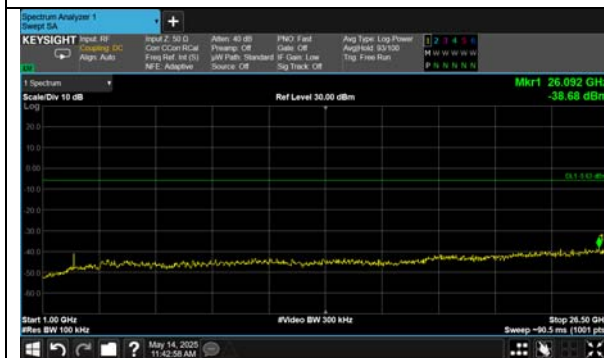 Spectrum Analyzer 1
Swept SA
+
KEYSIGHT
Input: RF
Coupling: DC
Align: Auto
Input Z: 50 Ω
Corr CCorr RCal
Freq Ref: Int (S)
NFE: Adaptive
Atten: 40 dB
Preamp: Off
µW Path: Standard
Source: Off
PNO: Fast
Gate: Off
IF Gain: Low
Sig Track: Off
Avg Type: Log-Power
Avg|Hold: 93/100
Trig: Free Run
1 2 3 4 5 6
M W W W W W
P N N N N N
1 Spectrum
Scale/Div 10 dB
Log
Ref Level 30.00 dBm
Mkr1 26.092 GHz
-38.68 dBm
20.0
10.0
0.00
-10.0
-20.0
-30.0
-40.0
-50.0
-60.0
Start 1.00 GHz
#Res BW 100 kHz
#Video BW 300 kHz
Stop 26.50 GHz
Sweep ~90.5 ms (1001 pts)
?
May 14, 2025
11:42:58 AM